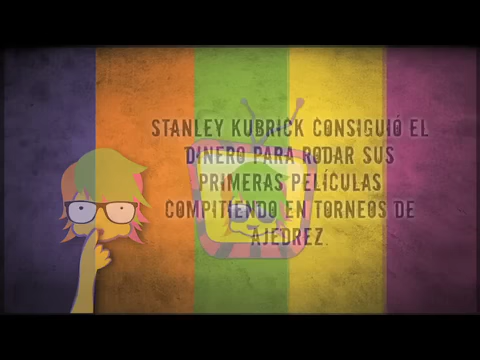 STANLEY KUBRICK CONSIGUIÓ EL
DINERO PARA RODAR SUS
PRIMERAS PELÍCULAS
COMPITIENDO EN TORNEOS DE
AJEDREZ.